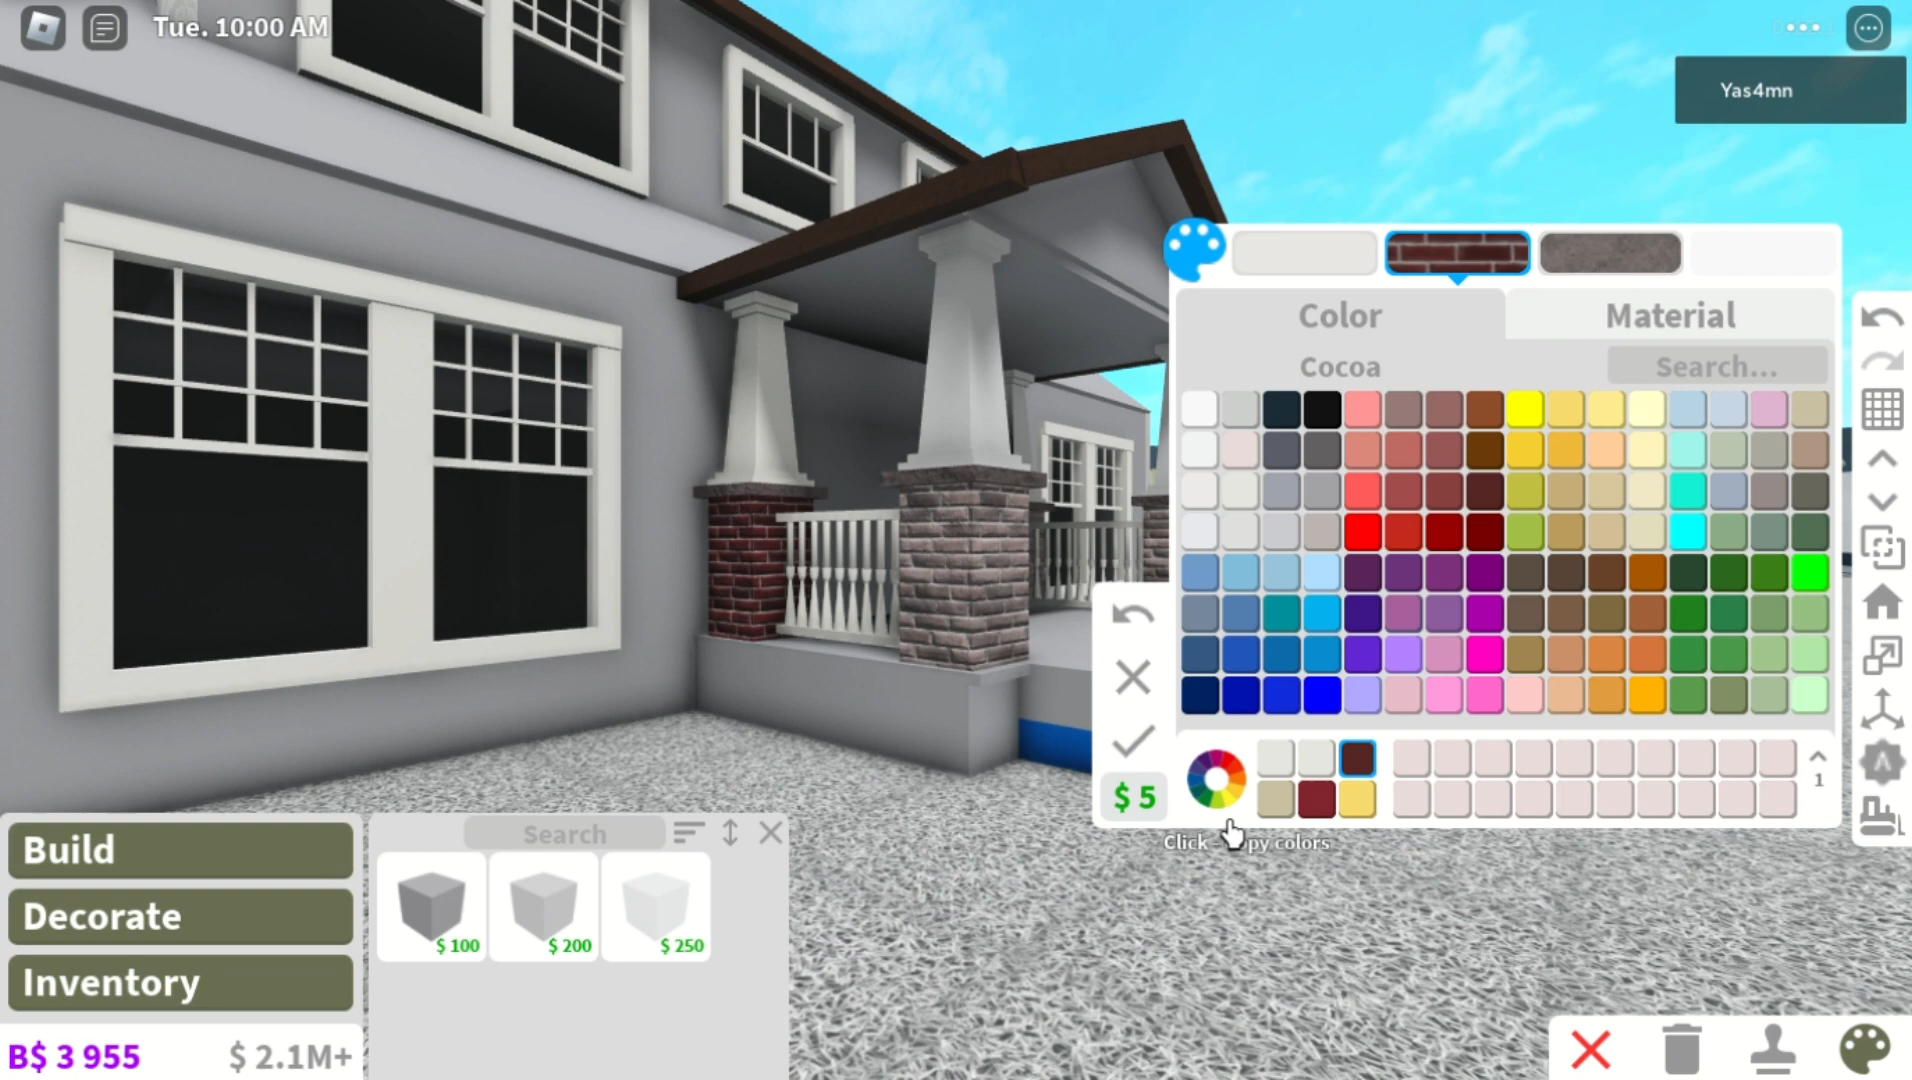 Tue. 10:00 AM
Yas4mn
Color
Material
Cocoa
Search...
$ 5
1
Click
py colors
Build
Decorate
Inventory
B$ 3 955
$ 2.1M+
Search
$ 100
$ 200
$ 250